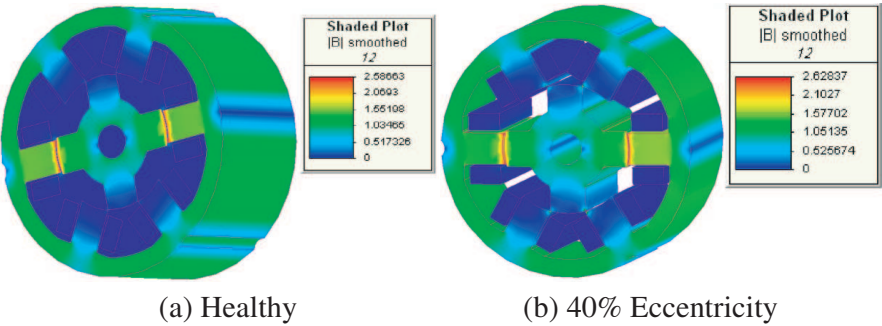 Shaded Plot
|B| smoothed
12
2.58663
2.0693
1.55198
1.03465
0.517326
0
Shaded Plot
|B| smoothed
12
2.62837
2.1027
1.57702
1.05135
0.525674
0
(a) Healthy
(b) 40% Eccentricity